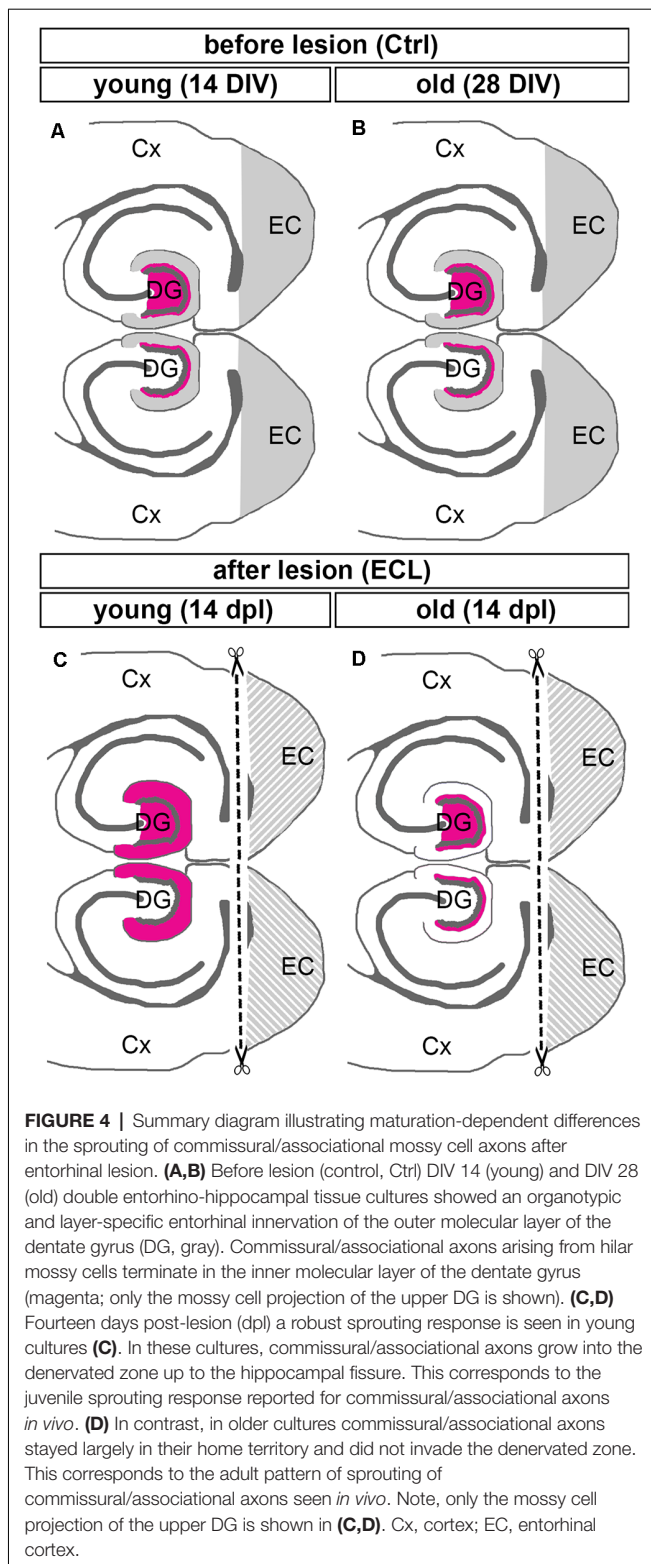 before lesion (Ctrl)
young (14 DIV)
old (28 DIV)
A
Cx
EC
DG
DG
EC
Cx
B
Cx
EC
DG
DG
EC
Cx
after lesion (ECL)
young (14 dpl)
old (14 dpl)
C
Cx
EC
DG
DG
EC
Cx
D
Cx
EC
DG
DG
EC
Cx
FIGURE 4 | Summary diagram illustrating maturation-dependent differences
in the sprouting of commissural/associational mossy cell axons after
entorhinal lesion. (A,B) Before lesion (control, Ctrl) DIV 14 (young) and DIV 28
(old) double entorhino-hippocampal tissue cultures showed an organotypic
and layer-specific entorhinal innervation of the outer molecular layer of the
dentate gyrus (DG, gray). Commissural/associational axons arising from hilar
mossy cells terminate in the inner molecular layer of the dentate gyrus
(magenta; only the mossy cell projection of the upper DG is shown). (C,D)
Fourteen days post-lesion (dpl) a robust sprouting response is seen in young
cultures (C). In these cultures, commissural/associational axons grow into the
denervated zone up to the hippocampal fissure. This corresponds to the
juvenile sprouting response reported for commissural/associational axons
in vivo. (D) In contrast, in older cultures commissural/associational axons
stayed largely in their home territory and did not invade the denervated zone.
This corresponds to the adult pattern of sprouting of
commissural/associational axons seen in vivo. Note, only the mossy cell
projection of the upper DG is shown in (C,D). Cx, cortex; EC, entorhinal
cortex.